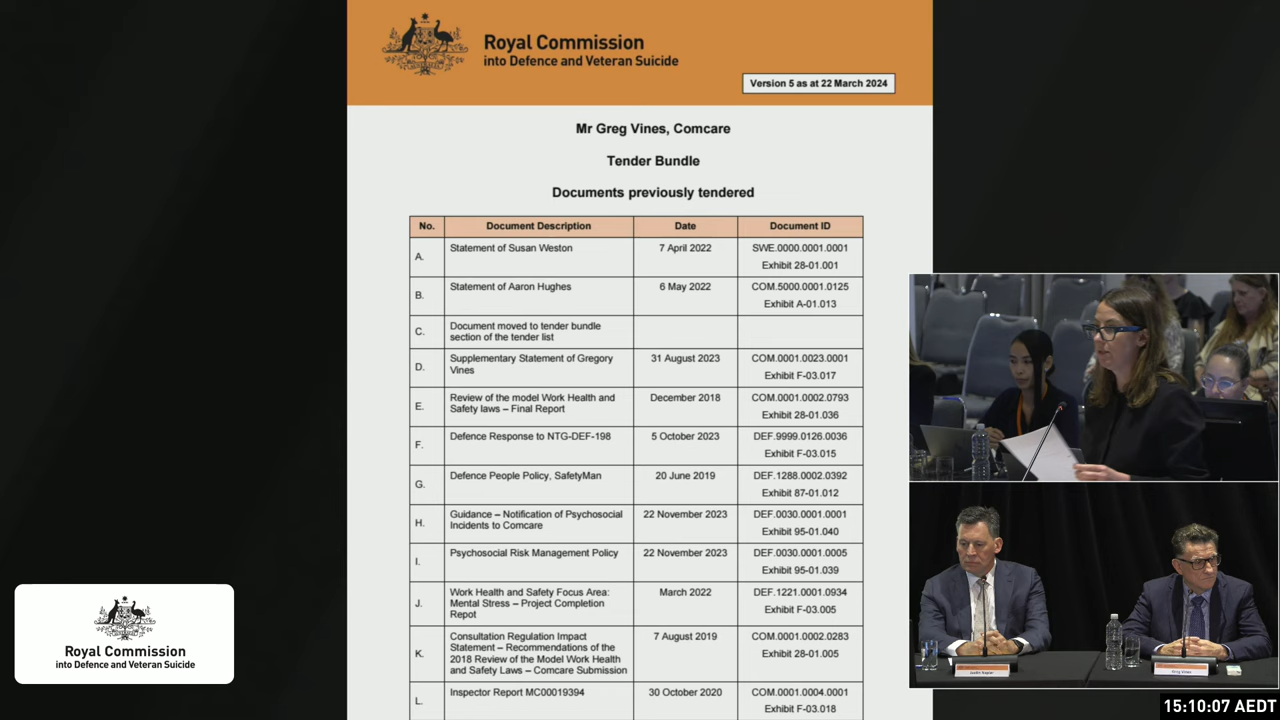 Royal Commission
into Defence and Veteran Suicide
Version 5 as at 22 March 2024
Mr Greg Vines, Comcare
Tender Bundle
Documents previously tendered
No. Document Description Date Document ID
A. Statement of Susan Weston 7 April 2022 SWE.0000.0001.0001
Exhibit 28-01.001
B. Statement of Aaron Hughes 6 May 2022 COM.5000.0001.0125
Exhibit A-01.013
C. Document moved to tender bundle
section of the tender list
D. Supplementary Statement of Gregory 31 August 2023 COM.0001.0023.0001
Vines Exhibit F-03.017
E. Review of the model Work Health and December 2018 COM.0001.0002.0793
Safety laws – Final Report Exhibit 28-01.036
F. Defence Response to NTG-DEF-198 5 October 2023 DEF.9999.0126.0036
Exhibit F-03.015
G. Defence People Policy, SafetyMan 20 June 2019 DEF.1288.0002.0392
Exhibit 87-01.012
H. Guidance – Notification of Psychosocial 22 November 2023 DEF.0030.0001.0001
Incidents to Comcare Exhibit 95-01.040
I. Psychosocial Risk Management Policy 22 November 2023 DEF.0030.0001.0005
Exhibit 95-01.039
J. Work Health and Safety Focus Area: March 2022 DEF.1221.0001.0934
Mental Stress – Project Completion Exhibit F-03.005
Repot
K. Consultation Regulation Impact 7 August 2019 COM.0001.0002.0283
Statement – Recommendations of the Exhibit 28-01.005
2018 Review of the Model Work Health
and Safety Laws – Comcare Submission
L. Inspector Report MC00019394 30 October 2020 COM.0001.0004.0001
Exhibit F-03.018
Royal Commission
into Defence and Veteran Suicide
Greg Vines
15:10:07 AEDT